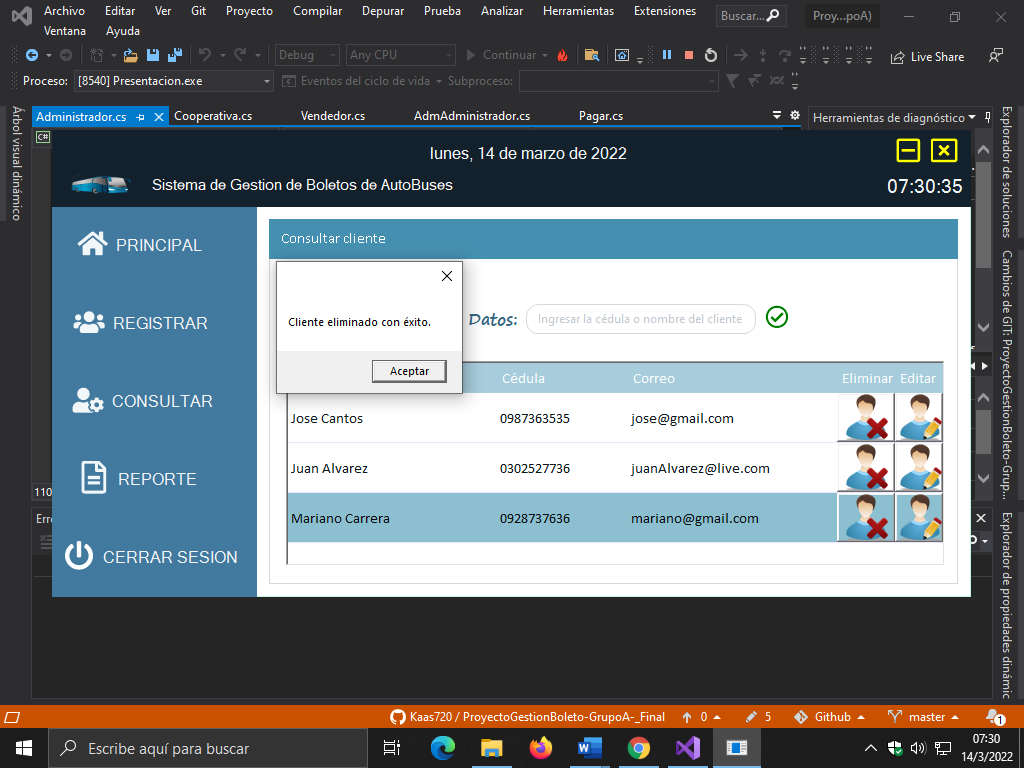 Archivo Editar Ver Git Proyecto Compilar Depurar Prueba Analizar Herramientas Extensiones Buscar... Proy...poA)
Ventana Ayuda
Debug Any CPU Continuar Live Share
Proceso: [8540] Presentacion.exe Eventos del ciclo de vida Subproceso:
Árbol visual dinámico
Administrador.cs Cooperativa.cs Vendedor.cs AdmAdministrador.cs Pagar.cs
Herramientas de diagnóstico
Explorador de soluciones
Cambios de GIT: ProyectoGestionBoleto-Grup...
Explorador de propiedades dinámic
C#
lunes, 14 de marzo de 2022
Sistema de Gestion de Boletos de AutoBuses
07:30:35
PRINCIPAL
REGISTRAR
CONSULTAR
REPORTE
CERRAR SESION
Consultar cliente
Cliente eliminado con éxito.
Aceptar
Datos: Ingresar la cédula o nombre del cliente
Cédula Correo Eliminar Editar
Jose Cantos 0987363535 jose@gmail.com
Juan Alvarez 0302527736 juanAlvarez@live.com
Mariano Carrera 0928737636 mariano@gmail.com
110
Kaas720 / ProyectoGestionBoleto-GrupoA-_Final 0 5 Github master 1
Escribe aquí para buscar
07:30
14/3/2022